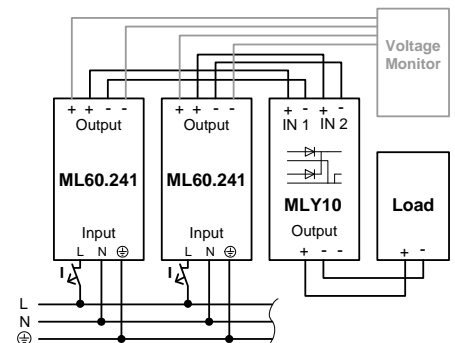 Voltage
Monitor
+ + - -
Output
ML60.241
Input
L N
I
+ + - -
Output
ML60.241
Input
L N
I
+ - + -
IN 1 IN 2
MLY10
Output
+ - -
Load
+ -
L
N